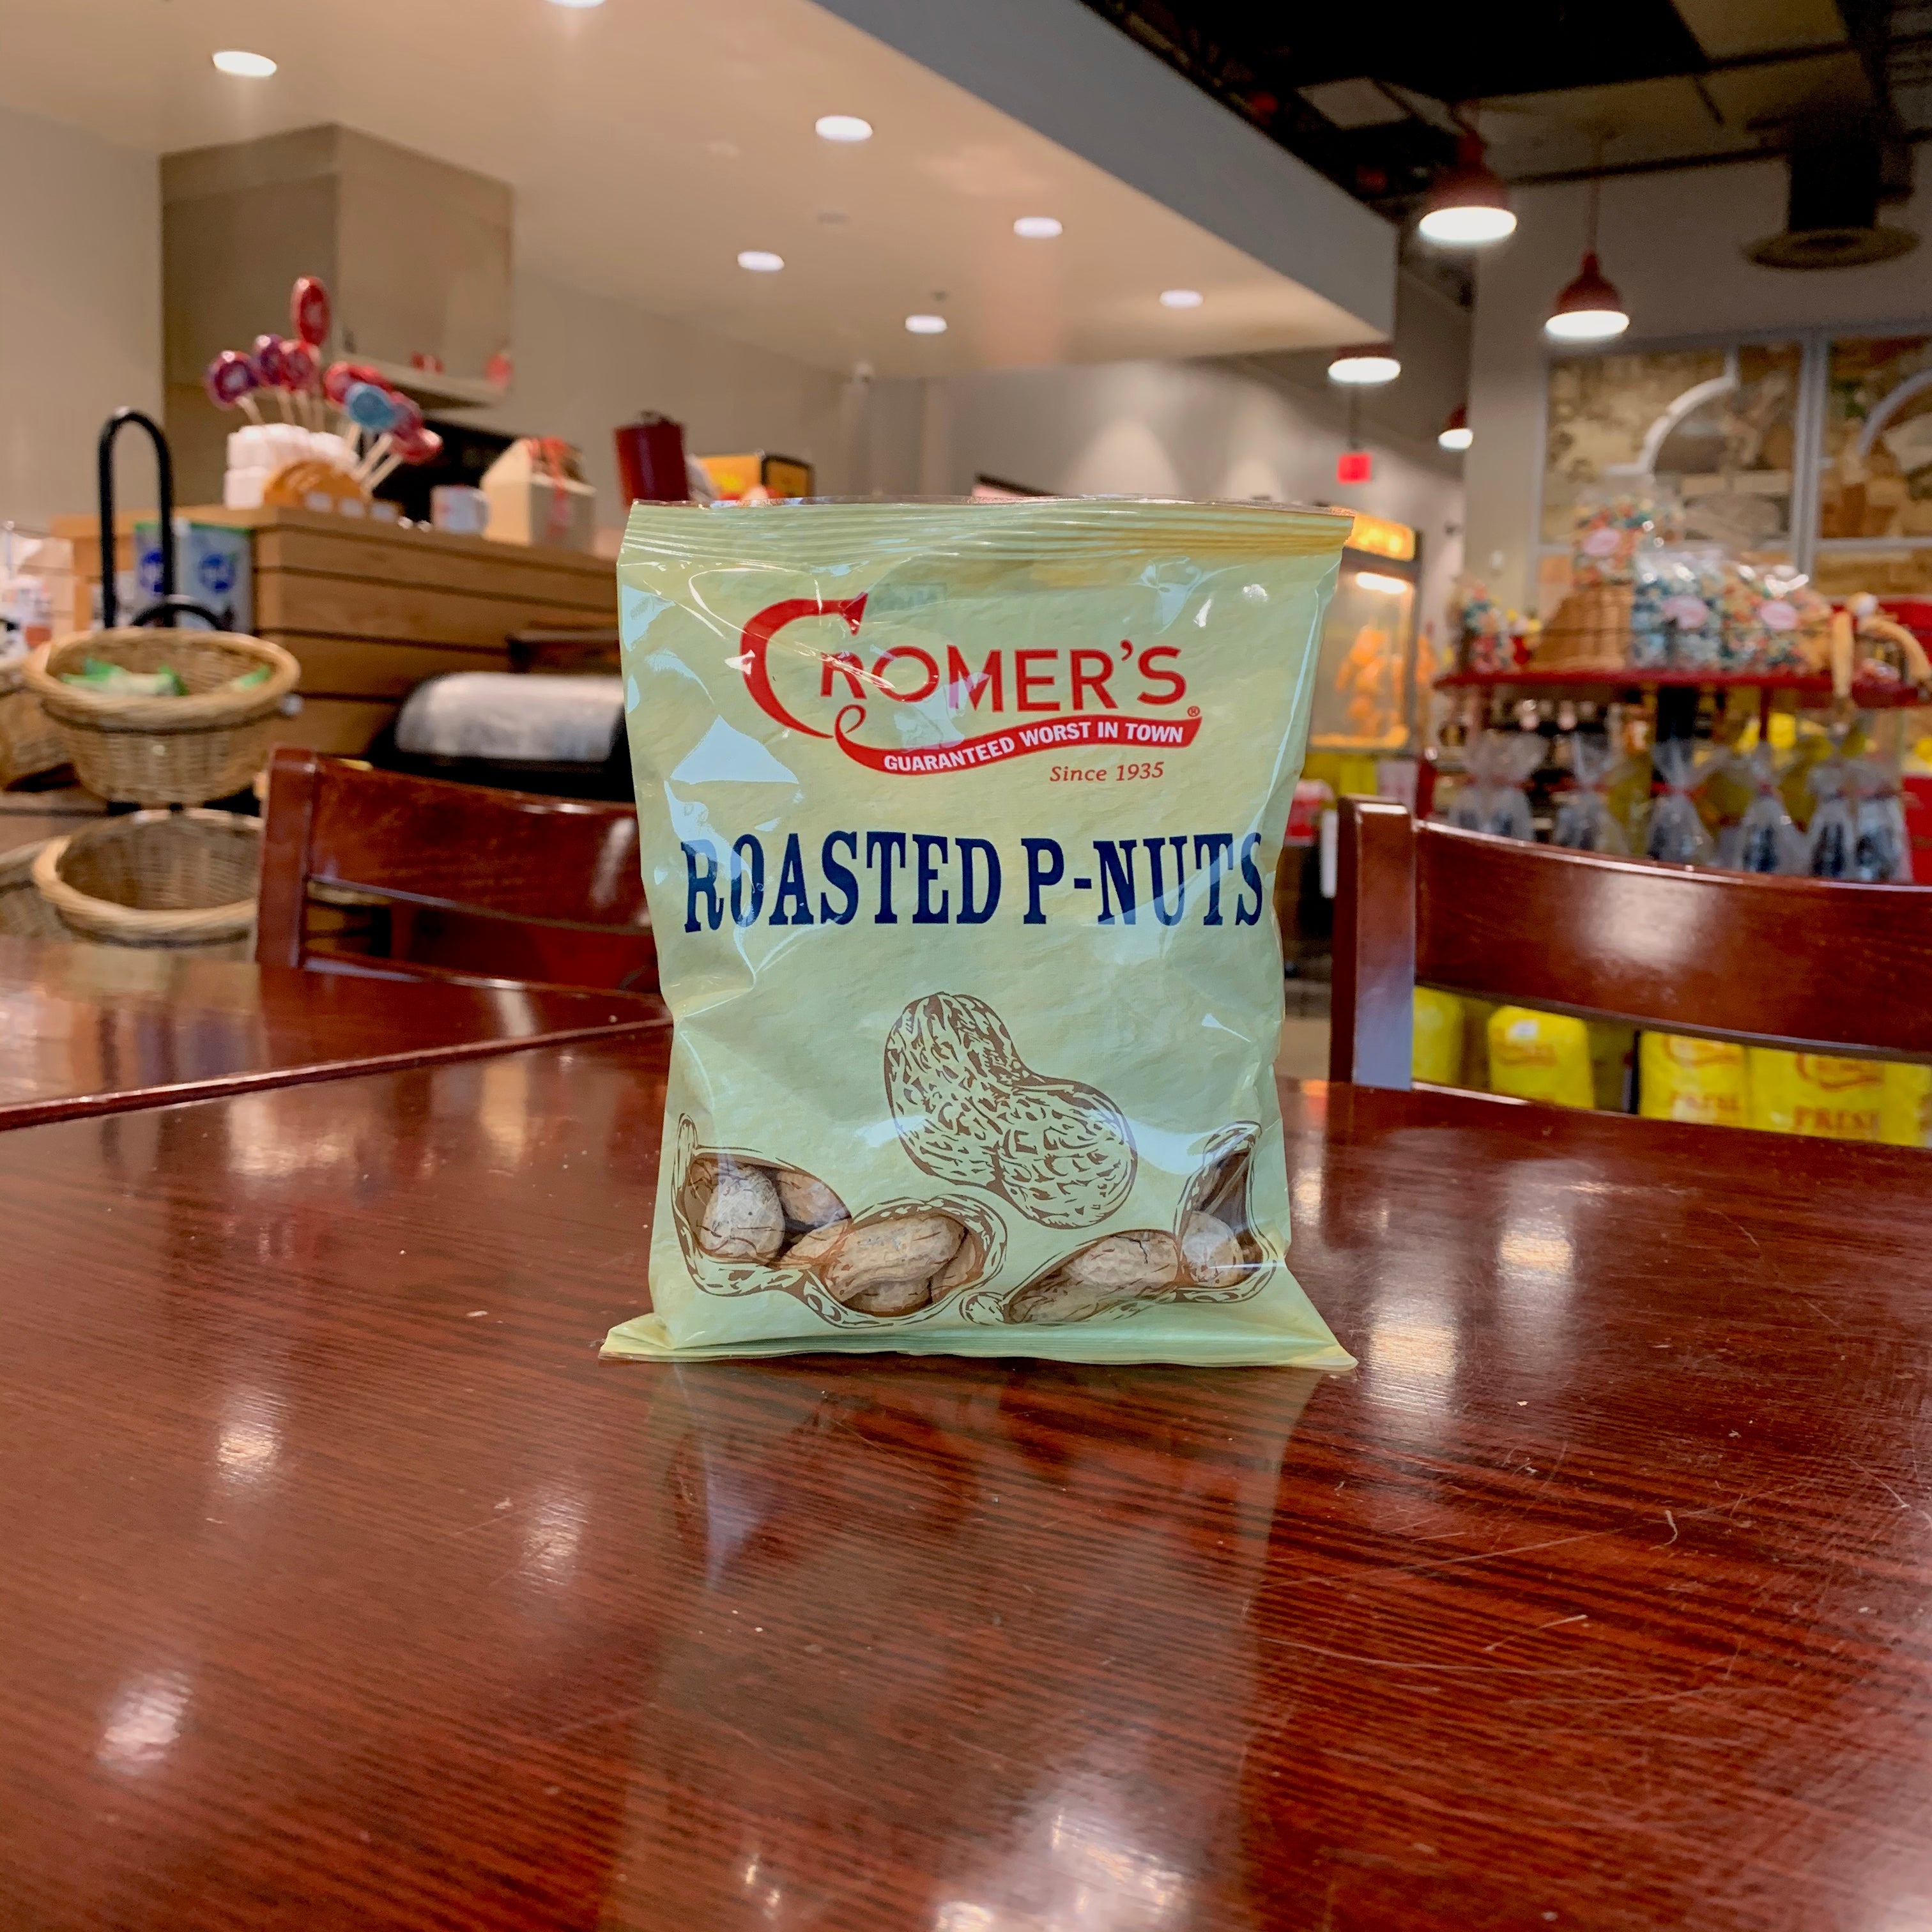 CROMER'S®
GUARANTEED WORST IN TOWN
Since 1935
ROASTED P-NUTS